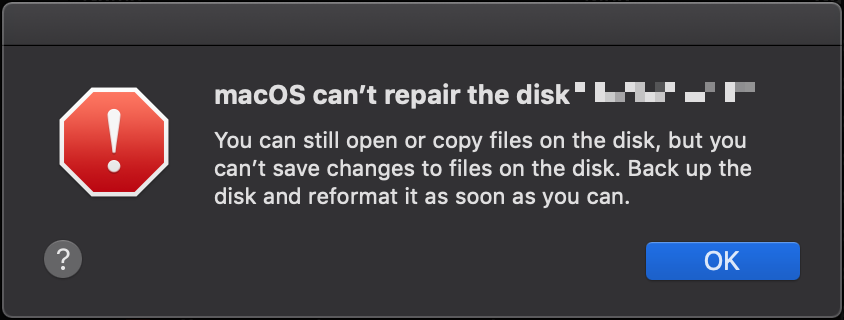 macOS can’t repair the disk “
You can still open or copy files on the disk, but you
can’t save changes to files on the disk. Back up the
disk and reformat it as soon as you can.
?
OK